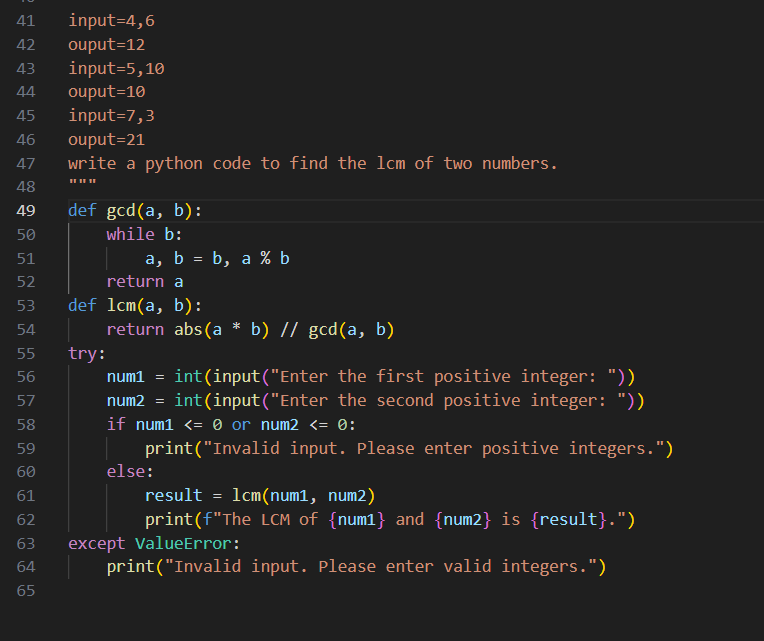 41 input=4,6
42 ouput=12
43 input=5,10
44 ouput=10
45 input=7,3
46 ouput=21
47 write a python code to find the lcm of two numbers.
48 """
49 def gcd(a, b):
50     while b:
51         a, b = b, a % b
52     return a
53 def lcm(a, b):
54     return abs(a * b) // gcd(a, b)
55 try:
56     num1 = int(input("Enter the first positive integer: "))
57     num2 = int(input("Enter the second positive integer: "))
58     if num1 <= 0 or num2 <= 0:
59         print("Invalid input. Please enter positive integers.")
60     else:
61         result = lcm(num1, num2)
62         print(f"The LCM of {num1} and {num2} is {result}.")
63 except ValueError:
64     print("Invalid input. Please enter valid integers.")
65